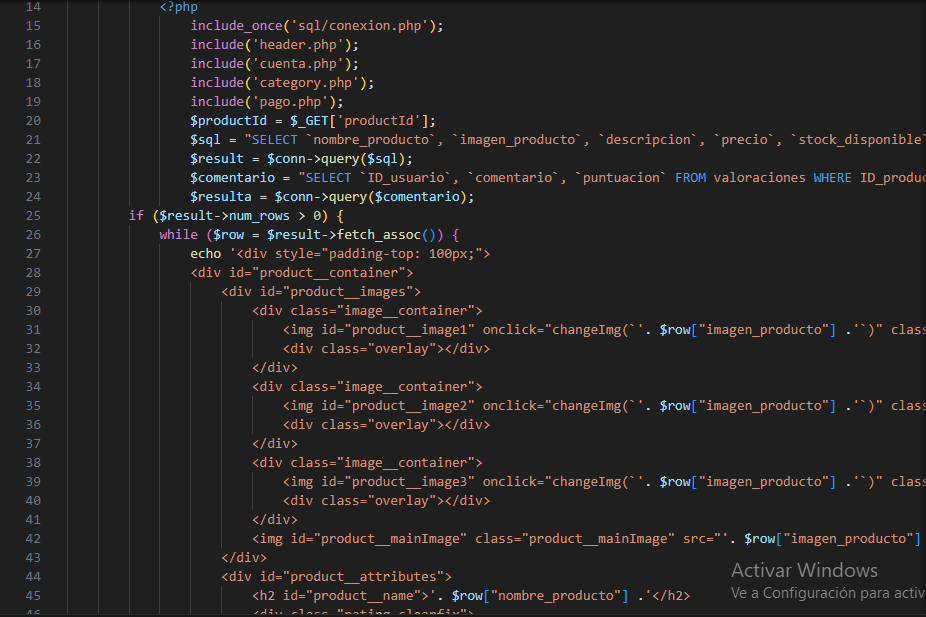 14 <?php
15 include_once('sql/conexion.php');
16 include('header.php');
17 include('cuenta.php');
18 include('category.php');
19 include('pago.php');
20 $productId = $_GET['productId'];
21 $sql = "SELECT `nombre_producto`, `imagen_producto`, `descripcion`, `precio`, `stock_disponible`
22 $result = $conn->query($sql);
23 $comentario = "SELECT `ID_usuario`, `comentario`, `puntuacion` FROM valoraciones WHERE ID_produc
24 $resulta = $conn->query($comentario);
25 if ($result->num_rows > 0) {
26 while ($row = $result->fetch_assoc()) {
27 echo '<div style="padding-top: 100px;">
28 <div id="product__container">
29 <div id="product__images">
30 <div class="image__container">
31 <img id="product__image1" onclick="changeImg(`'. $row["imagen_producto"] .'`)" clas
32 <div class="overlay"></div>
33 </div>
34 <div class="image__container">
35 <img id="product__image2" onclick="changeImg(`'. $row["imagen_producto"] .'`)" clas
36 <div class="overlay"></div>
37 </div>
38 <div class="image__container">
39 <img id="product__image3" onclick="changeImg(`'. $row["imagen_producto"] .'`)" clas
40 <div class="overlay"></div>
41 </div>
42 <img id="product__mainImage" class="product__mainImage" src="'. $row["imagen_producto"]
43 </div>
44 <div id="product__attributes">
45 <h2 id="product__name">'. $row["nombre_producto"] .'</h2>
46 <div class="rating clearfix">
Activar Windows
Ve a Configuración para activ